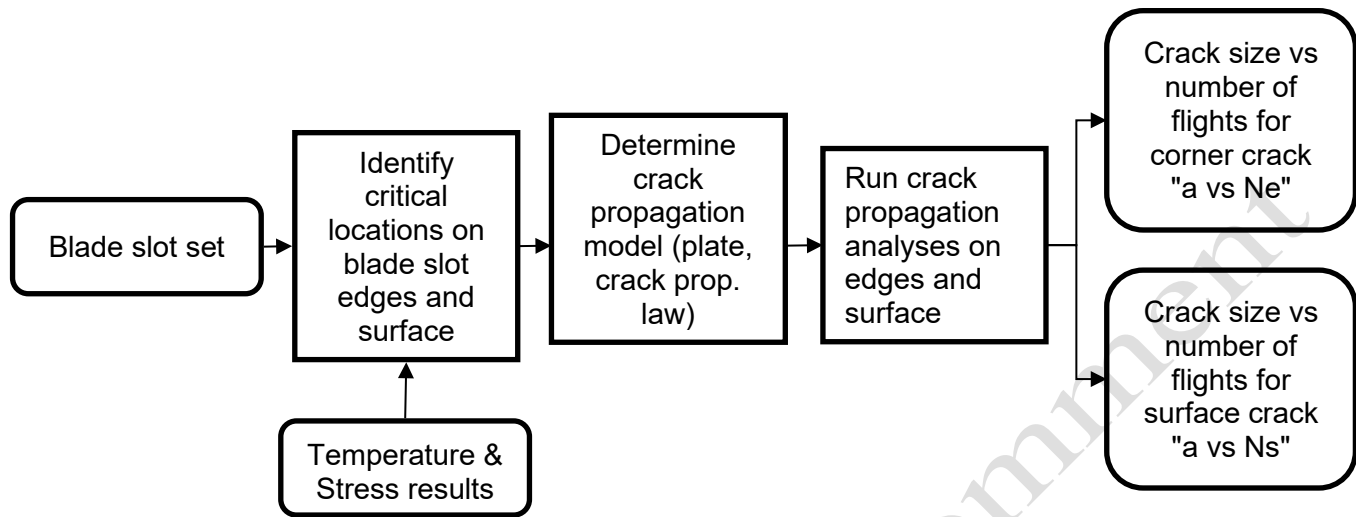 Blade slot set
Identify
critical
locations on
blade slot
edges and
surface
Temperature &
Stress results
Determine
crack
propagation
model (plate,
crack prop.
law)
Run crack
propagation
analyses on
edges and
surface
Crack size vs
number of
flights for
corner crack
"a vs Ne"
Crack size vs
number of
flights for
surface crack
"a vs Ns"